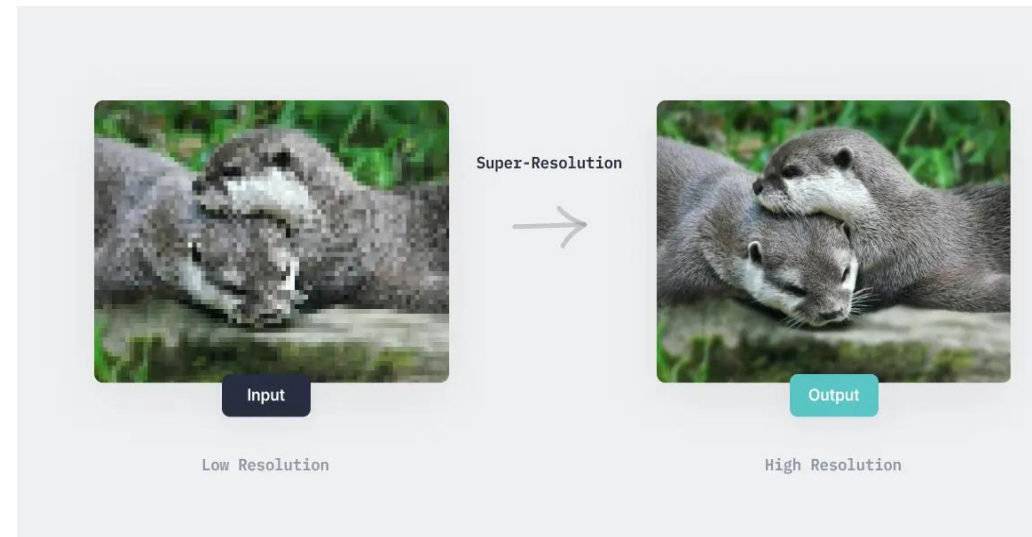 Super-Resolution
Input
Output
Low Resolution
High Resolution